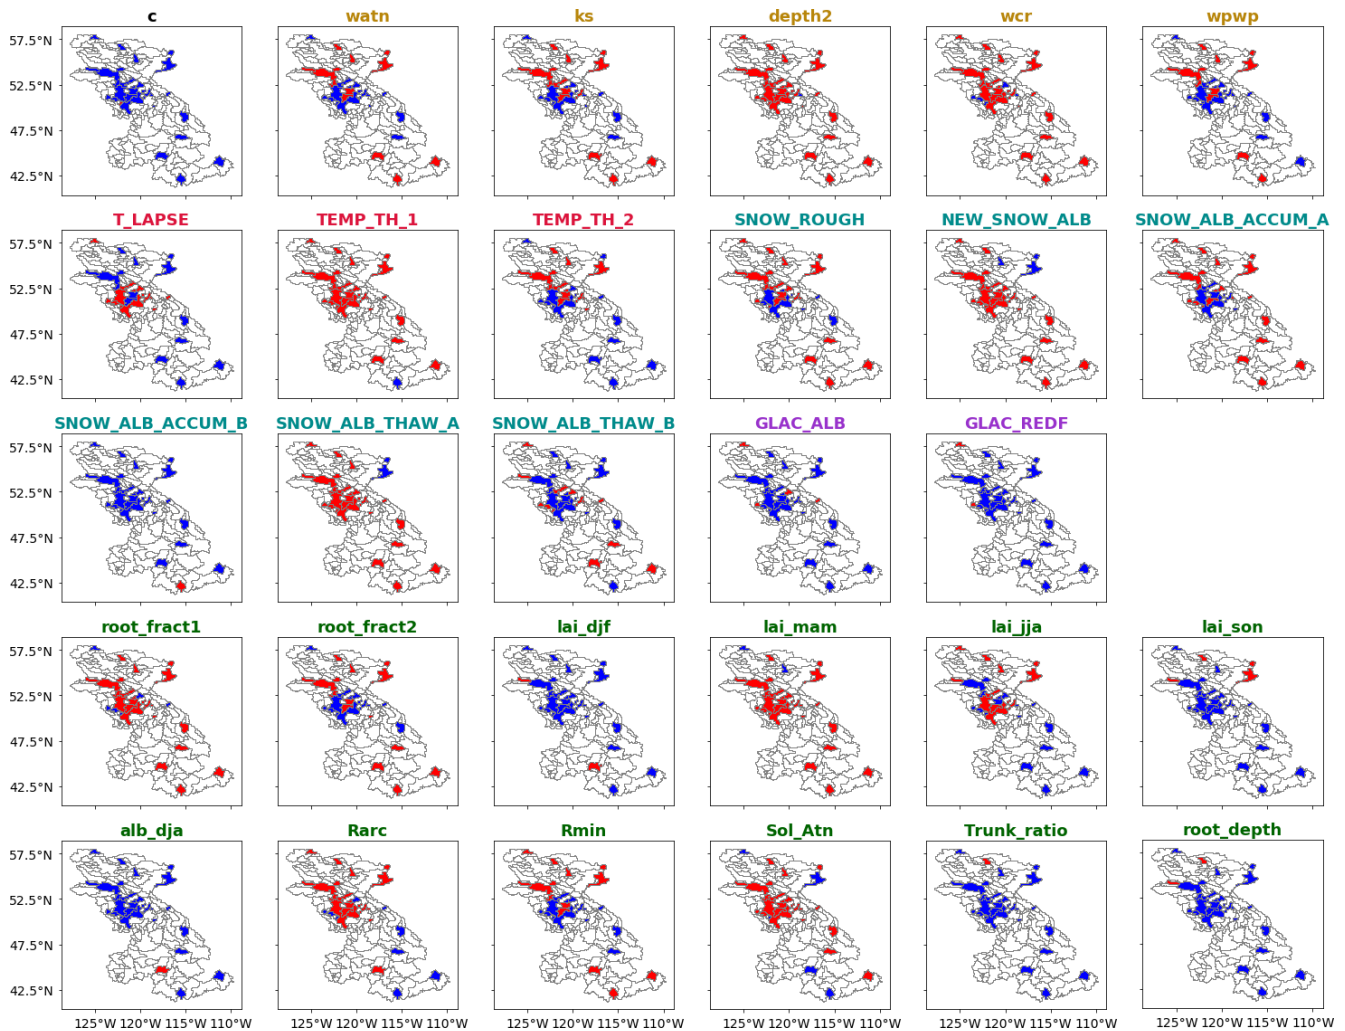 c watn ks depth2 wcr wpwp
57.5°N
52.5°N
47.5°N
42.5°N
T_LAPSE TEMP_TH_1 TEMP_TH_2 SNOW_ROUGH NEW_SNOW_ALB SNOW_ALB_ACCUM_A
57.5°N
52.5°N
47.5°N
42.5°N
SNOW_ALB_ACCUM_B SNOW_ALB_THAW_A SNOW_ALB_THAW_B GLAC_ALB GLAC_REDF
57.5°N
52.5°N
47.5°N
42.5°N
root_fract1 root_fract2 lai_djf lai_mam lai_jja lai_son
57.5°N
52.5°N
47.5°N
42.5°N
alb_dja Rarc Rmin Sol_Atn Trunk_ratio root_depth
57.5°N
52.5°N
47.5°N
42.5°N
125°W 120°W 115°W 110°W 125°W 120°W 115°W 110°W 125°W 120°W 115°W 110°W 125°W 120°W 115°W 110°W 125°W 120°W 115°W 110°W 125°W 120°W 115°W 110°W